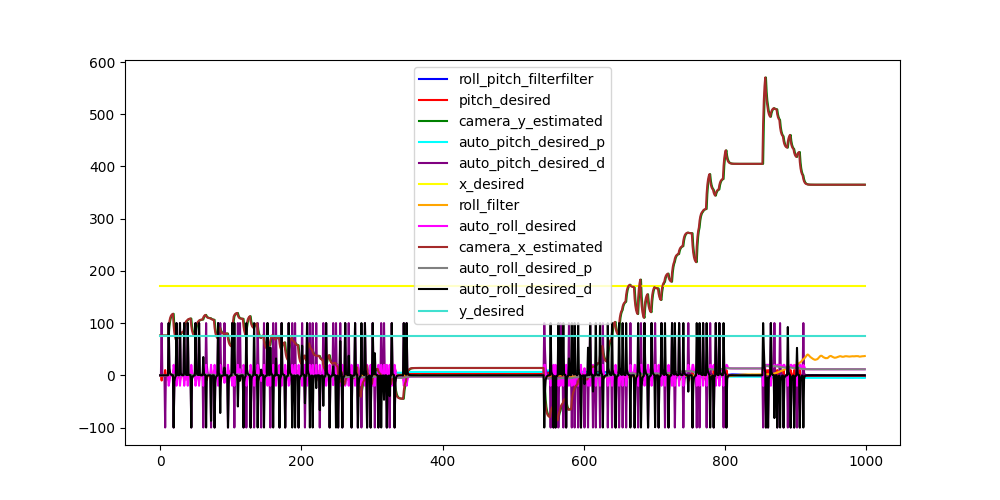 600
500
400
300
200
100
0
−100
roll_pitch_filterfilter
pitch_desired
camera_y_estimated
auto_pitch_desired_p
auto_pitch_desired_d
x_desired
roll_filter
auto_roll_desired
camera_x_estimated
auto_roll_desired_p
auto_roll_desired_d
y_desired
0 200 400 600 800 1000